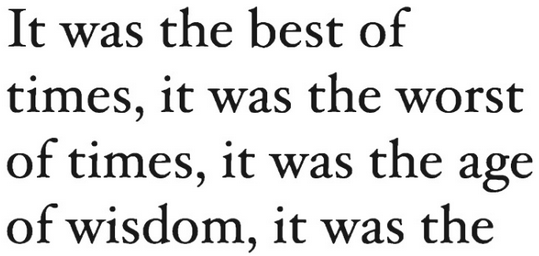 It was the best of
times, it was the worst
of times, it was the age
of wisdom, it was the